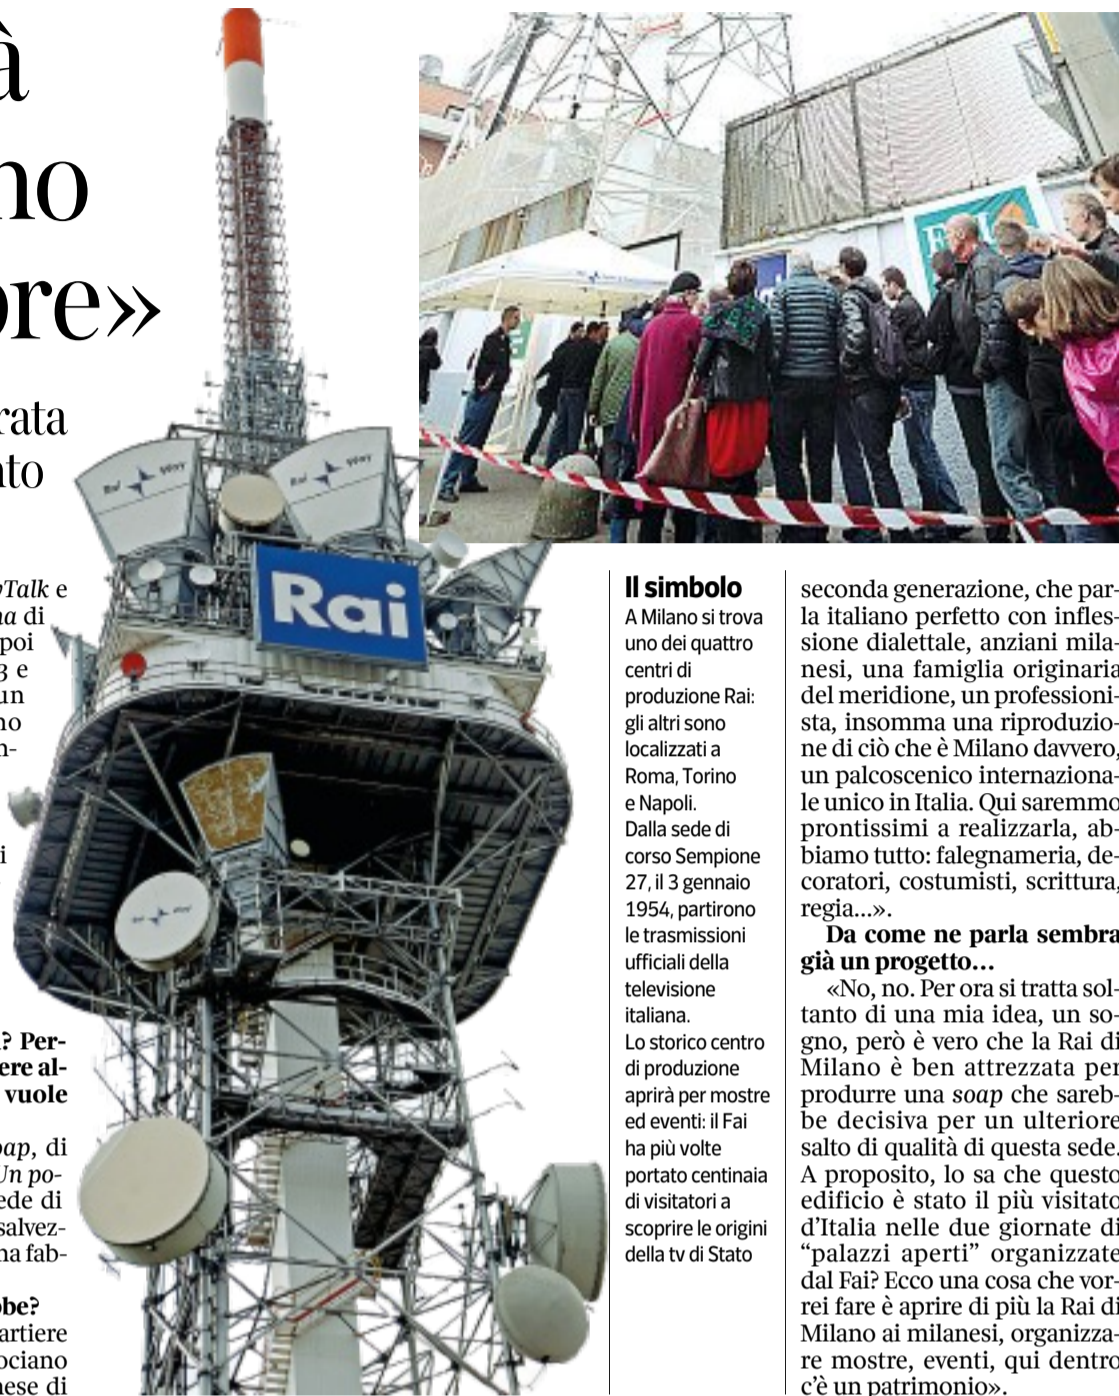 à
no
ore»
rata
nto
Talk e
na di
poi
3 e
un
no
n-
i
? Per-
ere al-
vuole
oap, di
Un po-
ede di
salvez-
na fab-
bbe?
artiere
ociano
nese di
Rai Way
Rai Way
Rai
Rai Way
FAI
Il simbolo
A Milano si trova
uno dei quattro
centri di
produzione Rai:
gli altri sono
localizzati a
Roma, Torino
e Napoli.
Dalla sede di
corso Sempione
27, il 3 gennaio
1954, partirono
le trasmissioni
ufficiali della
televisione
italiana.
Lo storico centro
di produzione
aprirà per mostre
ed eventi: il Fai
ha più volte
portato centinaia
di visitatori a
scoprire le origini
della tv di Stato
seconda generazione, che par-
la italiano perfetto con infles-
sione dialettale, anziani mila-
nesi, una famiglia originaria
del meridione, un professioni-
sta, insomma una riproduzio-
ne di ciò che è Milano davvero,
un palcoscenico internaziona-
le unico in Italia. Qui saremmo
prontissimi a realizzarla, ab-
biamo tutto: falegnameria, de-
coratori, costumisti, scrittura,
regia...».
Da come ne parla sembra
già un progetto...
«No, no. Per ora si tratta sol-
tanto di una mia idea, un so-
gno, però è vero che la Rai di
Milano è ben attrezzata per
produrre una soap che sareb-
be decisiva per un ulteriore
salto di qualità di questa sede.
A proposito, lo sa che questo
edificio è stato il più visitato
d'Italia nelle due giornate di
“palazzi aperti” organizzate
dal Fai? Ecco una cosa che vor-
rei fare è aprire di più la Rai di
Milano ai milanesi, organizza-
re mostre, eventi, qui dentro
c'è un patrimonio».